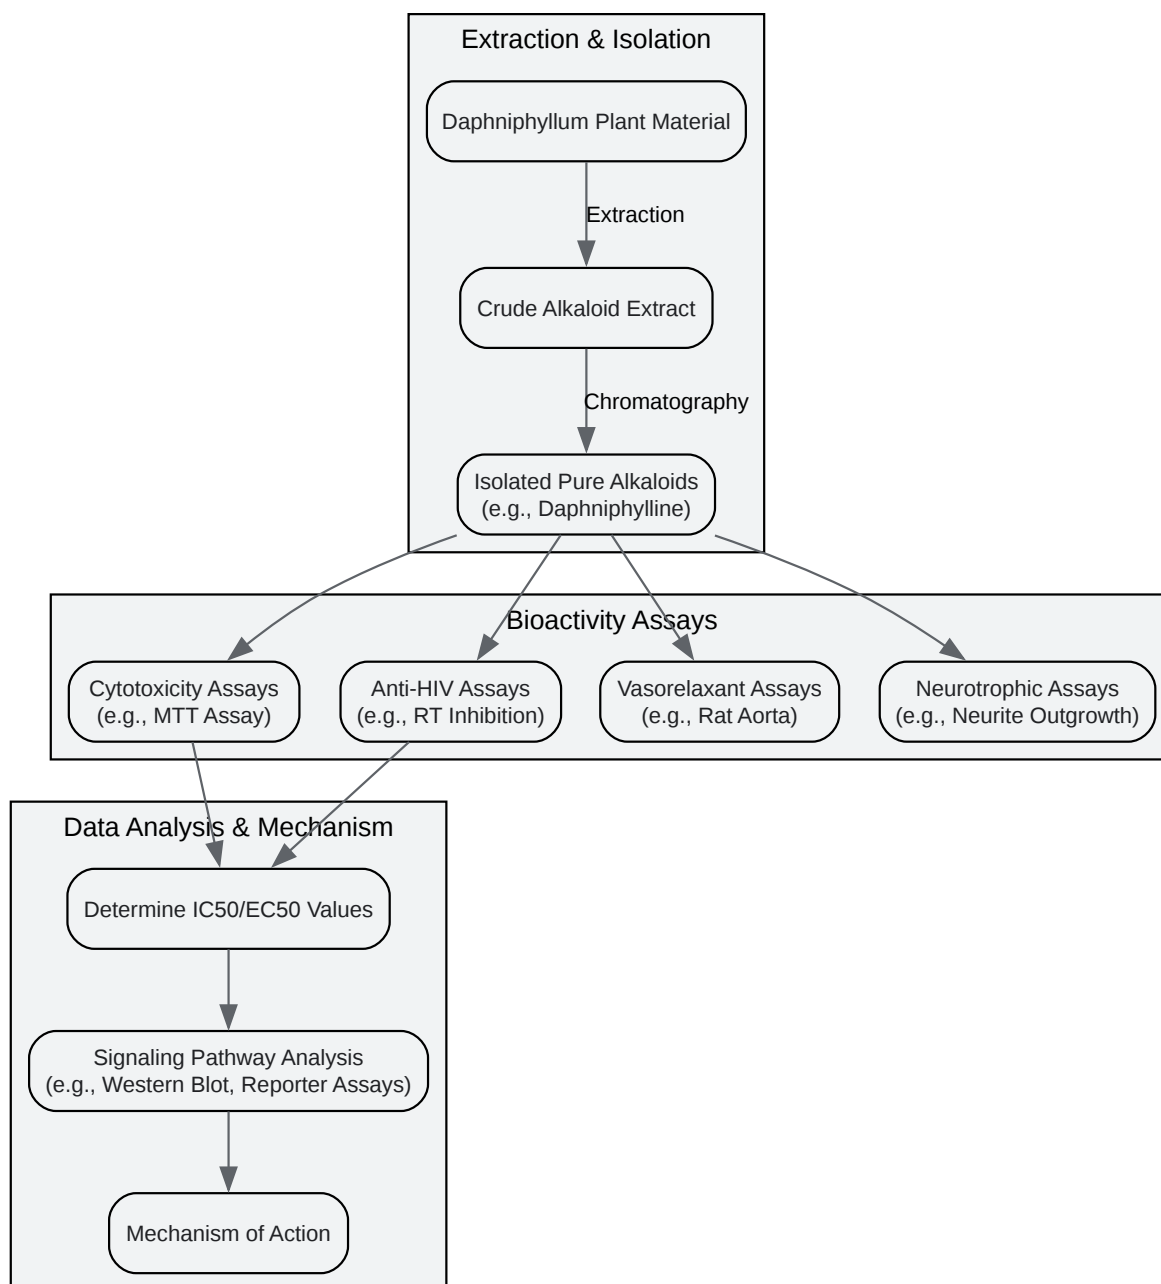 Extraction & Isolation
Daphniphyllum Plant Material
Extraction
Crude Alkaloid Extract
Chromatography
Isolated Pure Alkaloids
(e.g., Daphniphylline)
Bioactivity Assays
Cytotoxicity Assays
(e.g., MTT Assay)
Anti-HIV Assays
(e.g., RT Inhibition)
Vasorelaxant Assays
(e.g., Rat Aorta)
Neurotrophic Assays
(e.g., Neurite Outgrowth)
Data Analysis & Mechanism
Determine IC50/EC50 Values
Signaling Pathway Analysis
(e.g., Western Blot, Reporter Assays)
Mechanism of Action